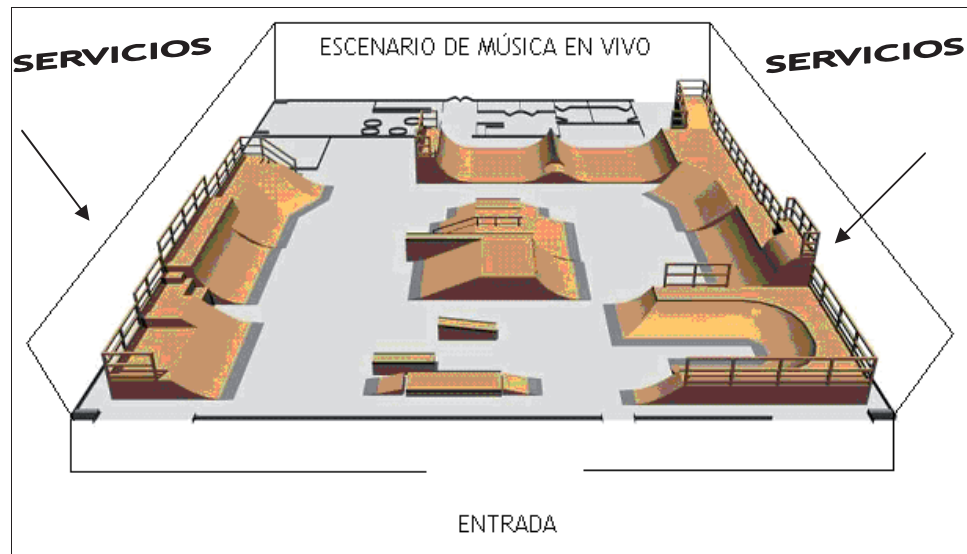 SERVICIOS
ESCENARIO DE MÚSICA EN VIVO
SERVICIOS
ENTRADA